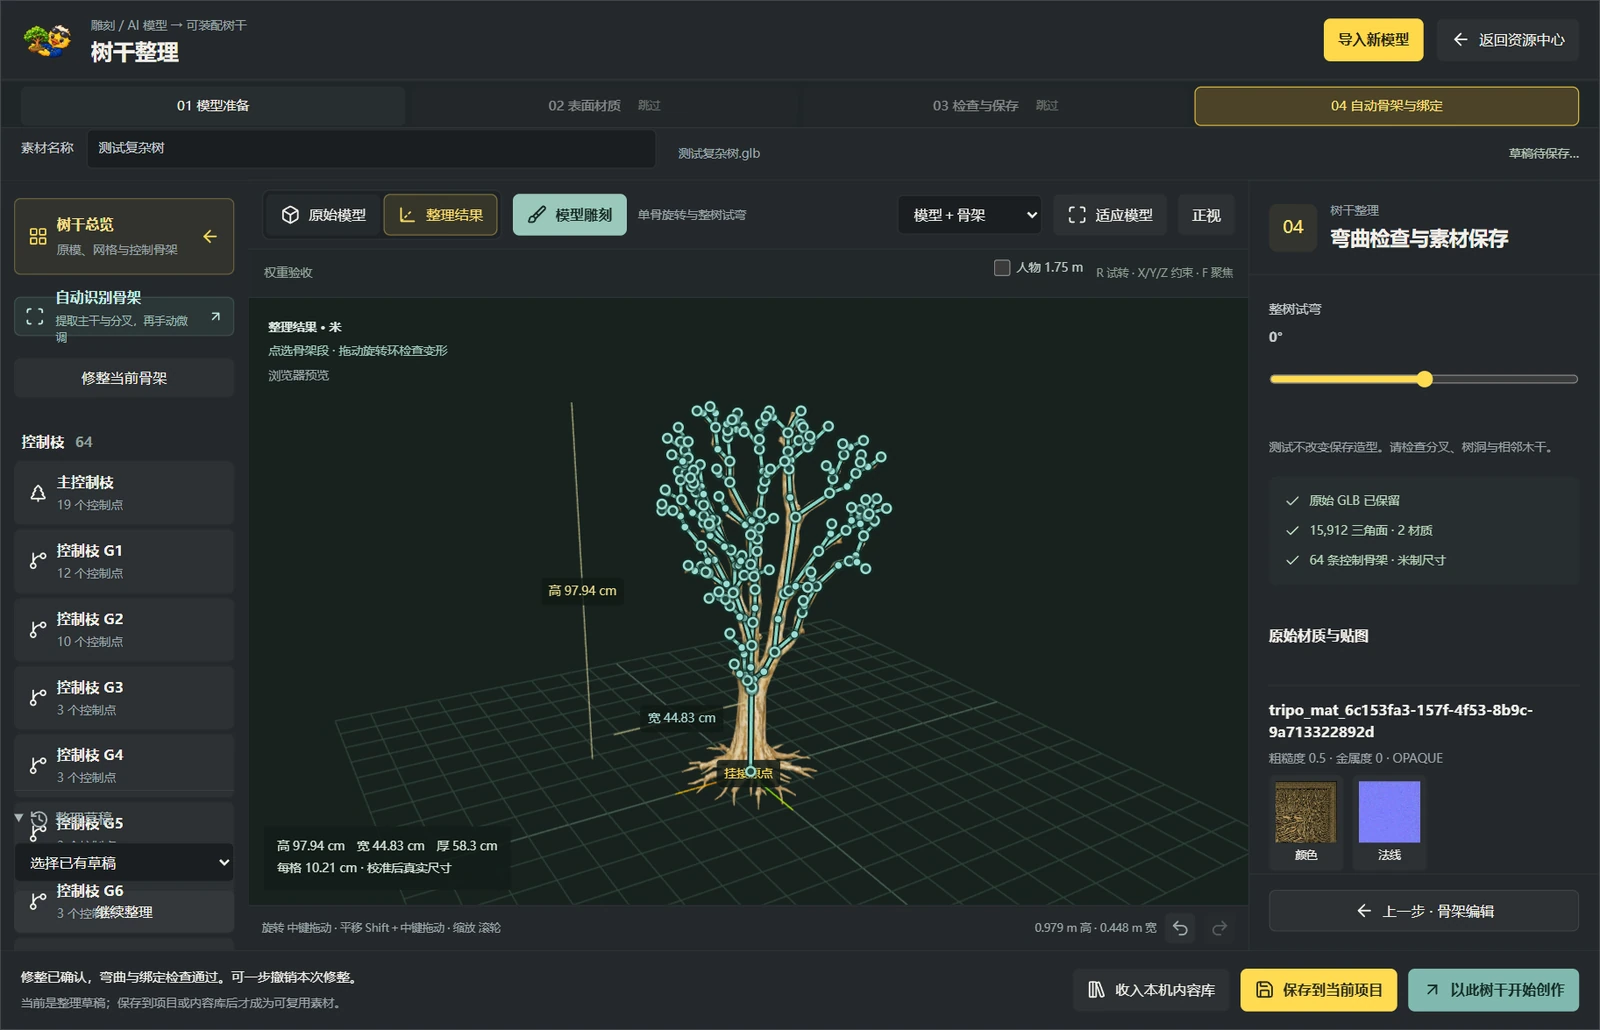 雕刻 / AI 模型 → 可装配树干
树干整理
导入新模型
返回资源中心
01 模型准备
02 表面材质 跳过
03 检查与保存 跳过
04 自动骨架与绑定
素材名称
测试复杂树
测试复杂树.glb
草稿待保存...
树干总览
原模、网格与控制骨架
自动识别骨架
提取主干与分叉，再手动微
调
修整当前骨架
控制枝 64
主控制枝
19 个控制点
控制枝 G1
12 个控制点
控制枝 G2
10 个控制点
控制枝 G3
3 个控制点
控制枝 G4
3 个控制点
整理草稿
控制枝 G5
选择已有草稿
控制枝 G6
3 个控
继续整理
原始模型
整理结果
模型雕刻
单骨旋转与整树试弯
模型 + 骨架
适应模型
正视
权重验收
人物 1.75 m
R 试转 · X/Y/Z 约束 · F 聚焦
整理结果 • 米
点选骨架段 · 拖动旋转环检查变形
浏览器预览
高 97.94 cm
宽 44.83 cm
挂接原点
高 97.94 cm 宽 44.83 cm 厚 58.3 cm
每格 10.21 cm · 校准后真实尺寸
旋转 中键拖动 · 平移 Shift + 中键拖动 · 缩放 滚轮
0.979 m 高 · 0.448 m 宽
04
树干整理
弯曲检查与素材保存
整树试弯
0°
测试不改变保存造型。请检查分叉、树洞与相邻木干。
原始 GLB 已保留
15,912 三角面 · 2 材质
64 条控制骨架 · 米制尺寸
原始材质与贴图
tripo_mat_6c153fa3-157f-4f53-8b9c-
9a713322892d
粗糙度 0.5 · 金属度 0 · OPAQUE
颜色
法线
上一步 · 骨架编辑
修整已确认，弯曲与绑定检查通过。可一步撤销本次修整。
当前是整理草稿；保存到项目或内容库后才成为可复用素材。
收入本机内容库
保存到当前项目
以此树干开始创作